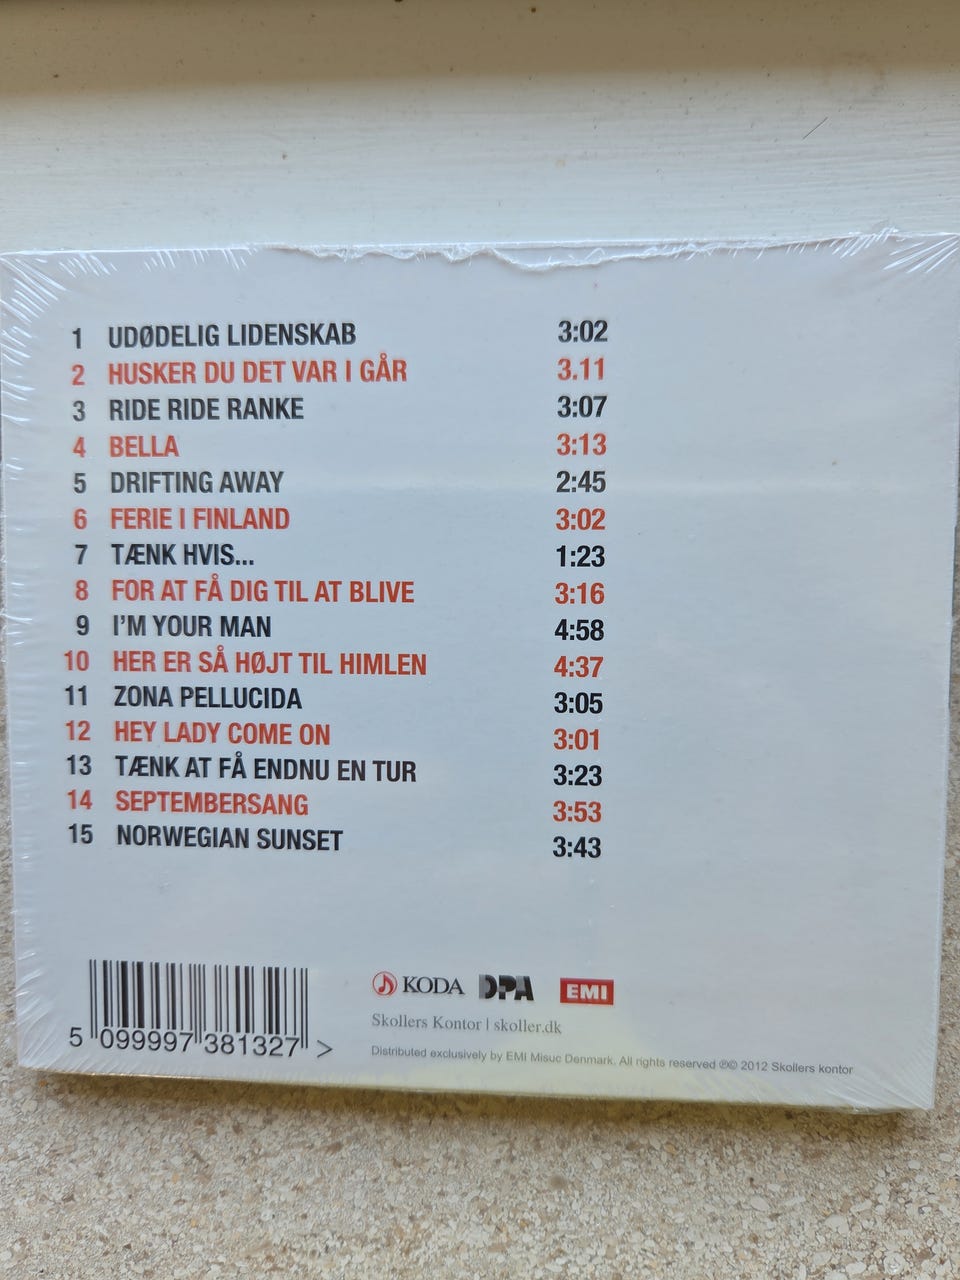 1 UDØDELIG LIDENSKAB 3:02
2 HUSKER DU DET VAR I GÅR 3.11
3 RIDE RIDE RANKE 3:07
4 BELLA 3:13
5 DRIFTING AWAY 2:45
6 FERIE I FINLAND 3:02
7 TÆNK HVIS... 1:23
8 FOR AT FÅ DIG TIL AT BLIVE 3:16
9 I'M YOUR MAN 4:58
10 HER ER SÅ HØJT TIL HIMLEN 4:37
11 ZONA PELLUCIDA 3:05
12 HEY LADY COME ON 3:01
13 TÆNK AT FÅ ENDNU EN TUR 3:23
14 SEPTEMBERSANG 3:53
15 NORWEGIAN SUNSET 3:43
KODA DPA EMI
Skollers Kontor | skoller.dk
Distributed exclusively by EMI Misuc Denmark. All rights reserved ℗© 2012 Skollers kontor
5 099997 381327 >